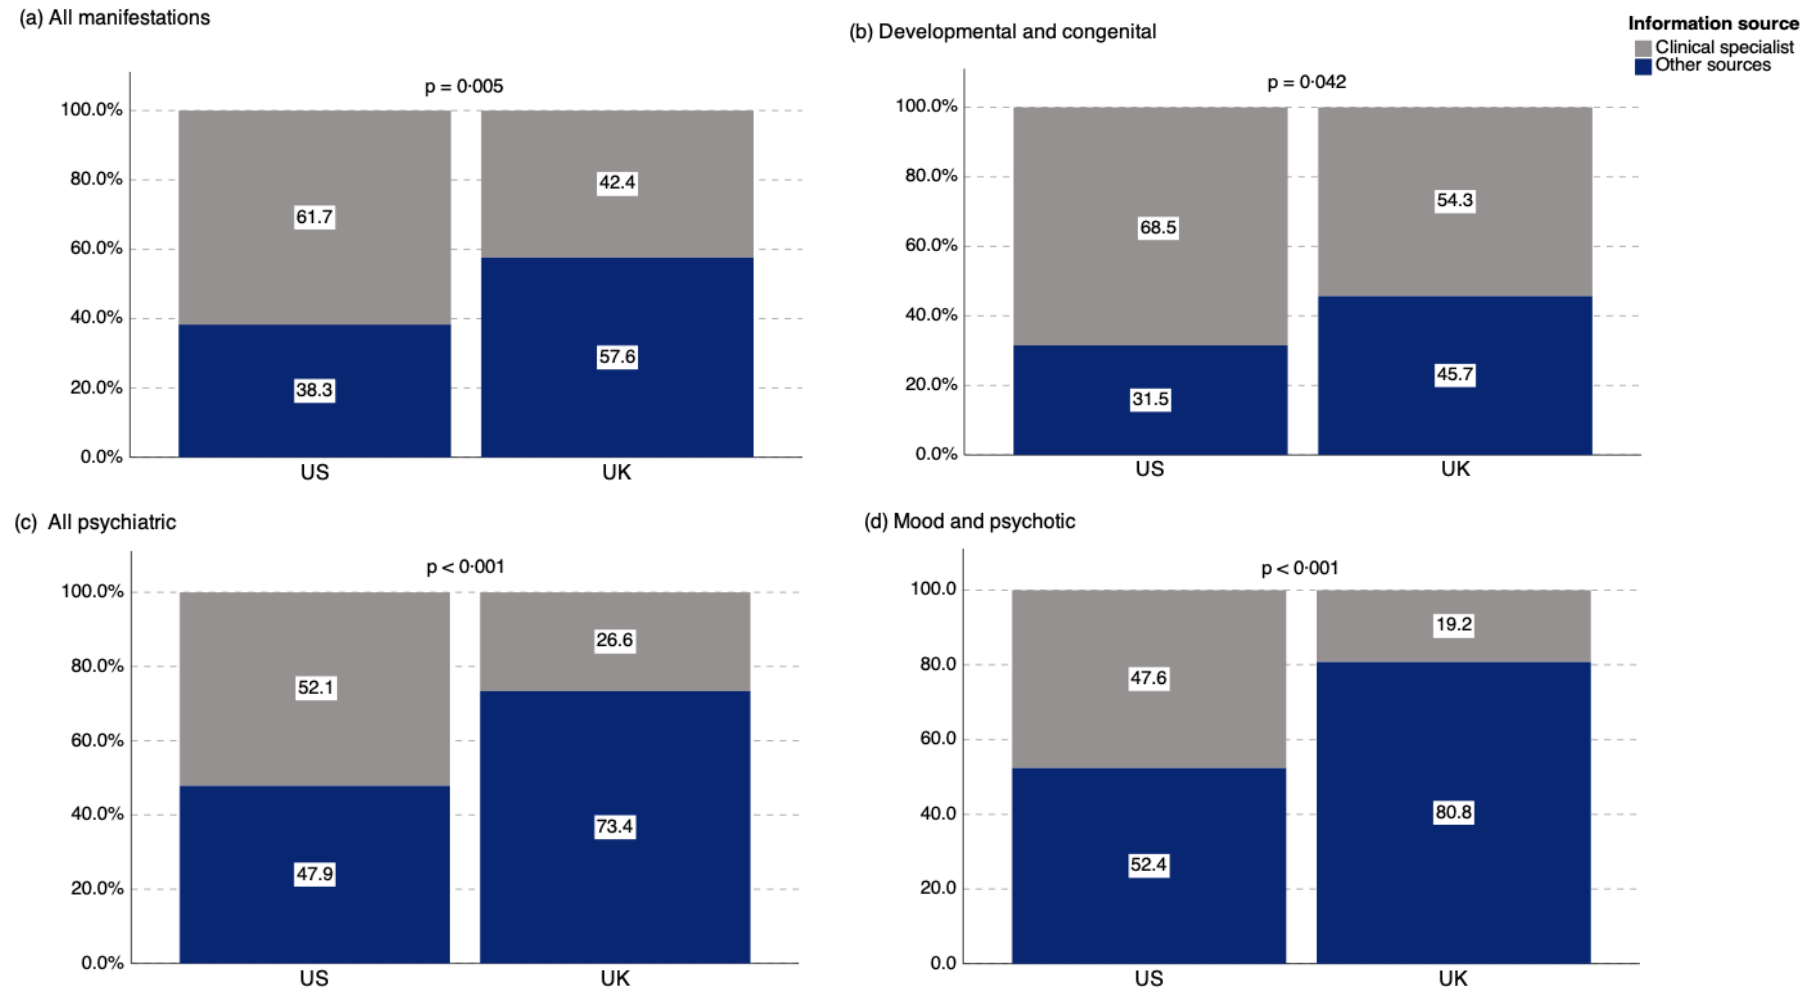 (a) All manifestations
p = 0·005
100.0%
80.0%
60.0%
40.0%
20.0%
0.0%
61.7
38.3
42.4
57.6
US
UK
(b) Developmental and congenital
p = 0·042
100.0%
80.0%
60.0%
40.0%
20.0%
0.0%
68.5
31.5
54.3
45.7
US
UK
Information source
Clinical specialist
Other sources
(c) All psychiatric
p < 0·001
100.0%
80.0%
60.0%
40.0%
20.0%
0.0%
52.1
47.9
26.6
73.4
US
UK
(d) Mood and psychotic
p < 0·001
100.0
80.0
60.0
40.0
20.0
0.0
47.6
52.4
19.2
80.8
US
UK